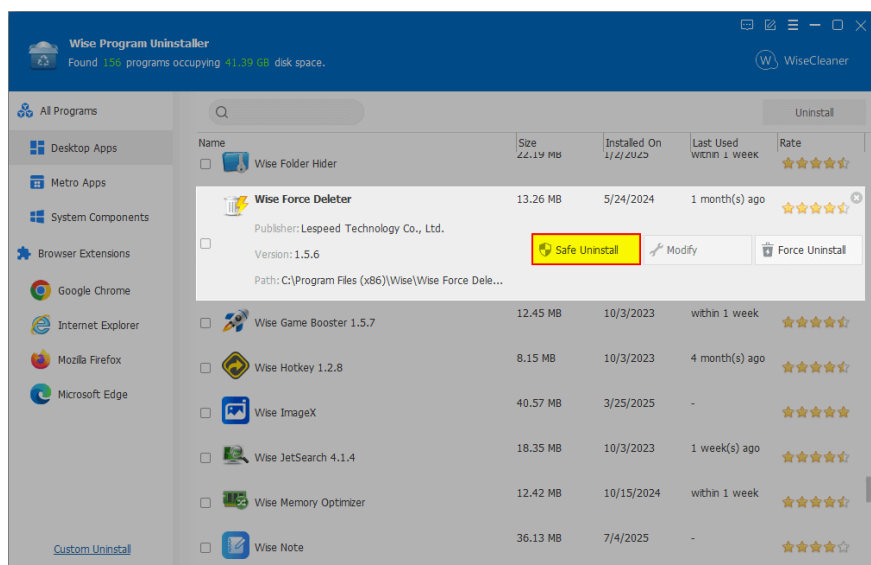 Wise Program Uninstaller
Found 156 programs occupying 41.39 GB disk space.
W WiseCleaner
All Programs
Uninstall
Desktop Apps
Metro Apps
System Components
Browser Extensions
Google Chrome
Internet Explorer
Mozilla Firefox
Microsoft Edge
Custom Uninstall
Name Size Installed On Last Used Rate
Wise Folder Hider 22.19 MB 1/2/2025 within 1 week
Wise Force Deleter 13.26 MB 5/24/2024 1 month(s) ago
Publisher: Lespeed Technology Co., Ltd.
Version: 1.5.6
Path: C:\Program Files (x86)\Wise\Wise Force Dele...
Safe Uninstall Modify Force Uninstall
Wise Game Booster 1.5.7 12.45 MB 10/3/2023 within 1 week
Wise Hotkey 1.2.8 8.15 MB 10/3/2023 4 month(s) ago
Wise ImageX 40.57 MB 3/25/2025 -
Wise JetSearch 4.1.4 18.35 MB 10/3/2023 1 week(s) ago
Wise Memory Optimizer 12.42 MB 10/15/2024 within 1 week
Wise Note 36.13 MB 7/4/2025 -